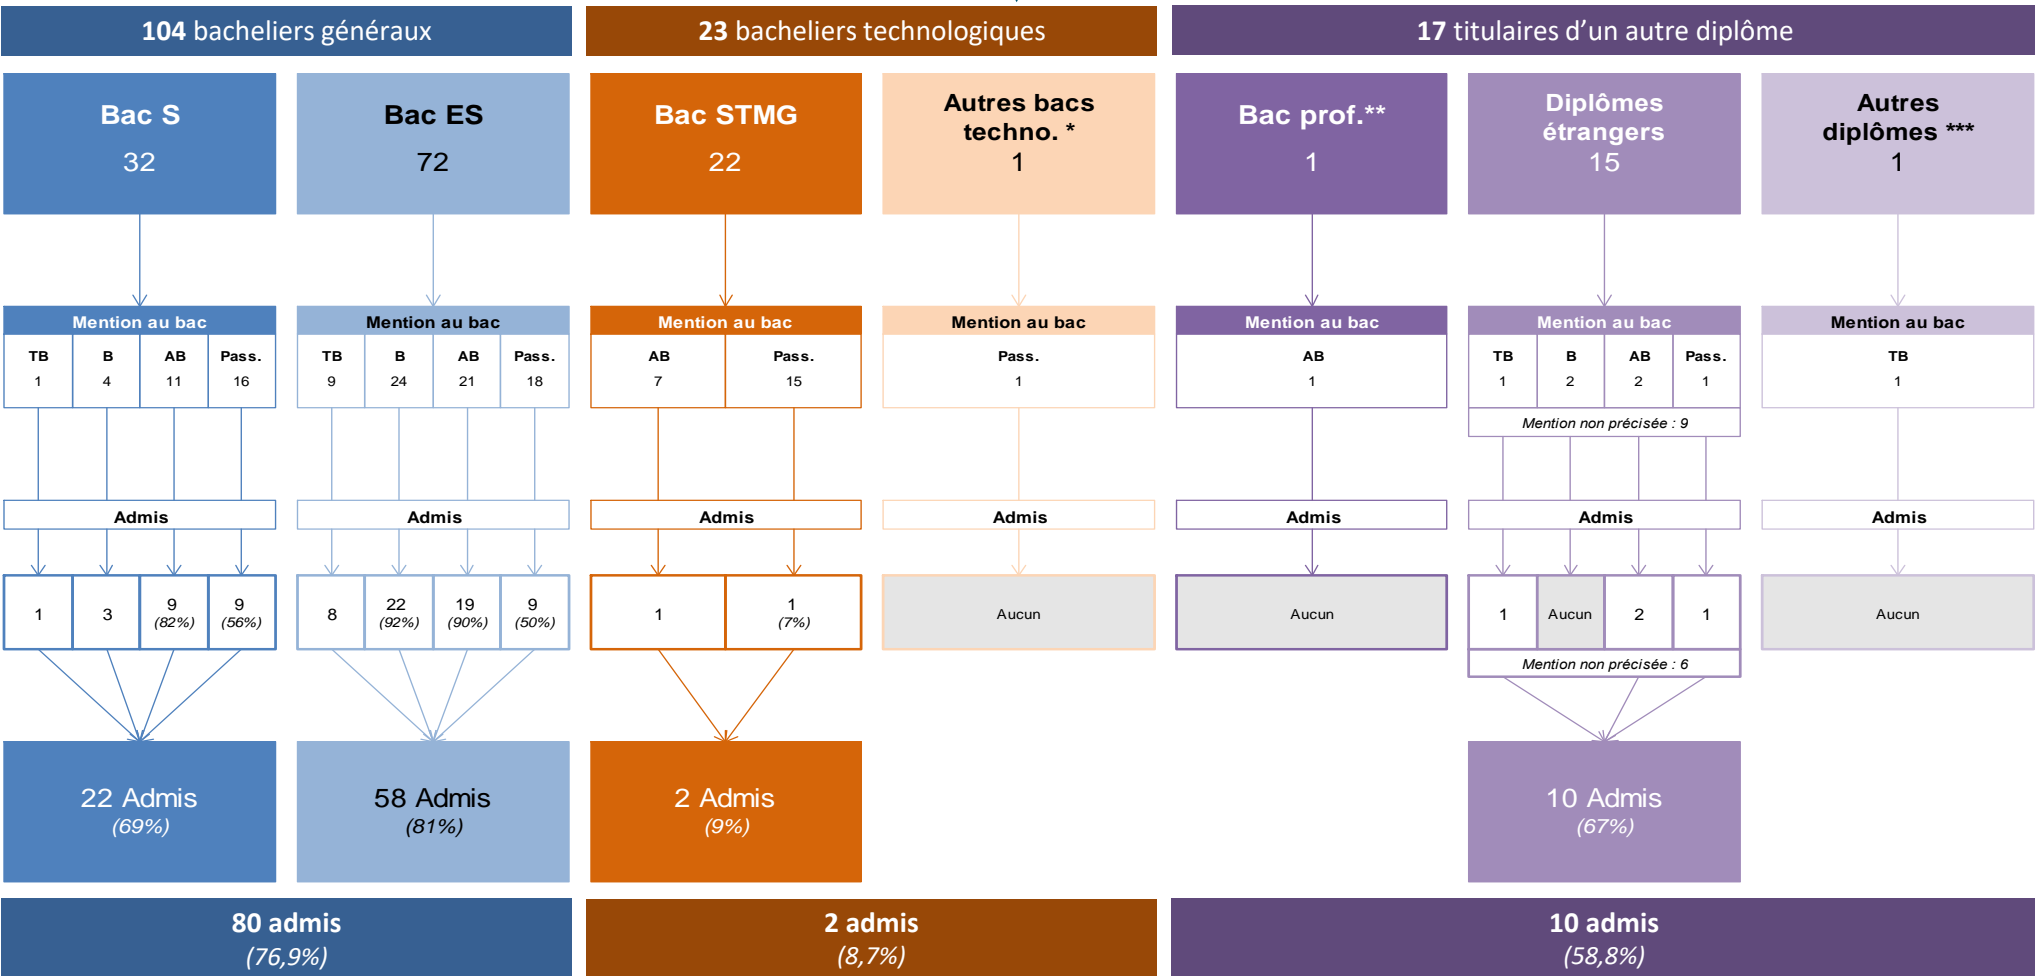 104 bacheliers généraux
23 bacheliers technologiques
17 titulaires d'un autre diplôme
Bac S
32
Bac ES
72
Bac STMG
22
Autres bacs
techno. *
1
Bac prof.**
1
Diplômes
étrangers
15
Autres
diplômes ***
1
Mention au bac
TB B AB Pass.
1 4 11 16
Mention au bac
TB B AB Pass.
9 24 21 18
Mention au bac
AB Pass.
7 15
Mention au bac
Pass.
1
Mention au bac
AB
1
Mention au bac
TB B AB Pass.
1 2 2 1
Mention non précisée : 9
Mention au bac
TB
1
Admis
1 3 9 9
(82%) (56%)
Admis
8 22 19 9
(92%) (90%) (50%)
Admis
1 1
(7%)
Admis
Aucun
Admis
Aucun
Admis
1 Aucun 2 1
Mention non précisée : 6
Admis
Aucun
22 Admis
(69%)
58 Admis
(81%)
2 Admis
(9%)
10 Admis
(67%)
80 admis
(76,9%)
2 admis
(8,7%)
10 admis
(58,8%)